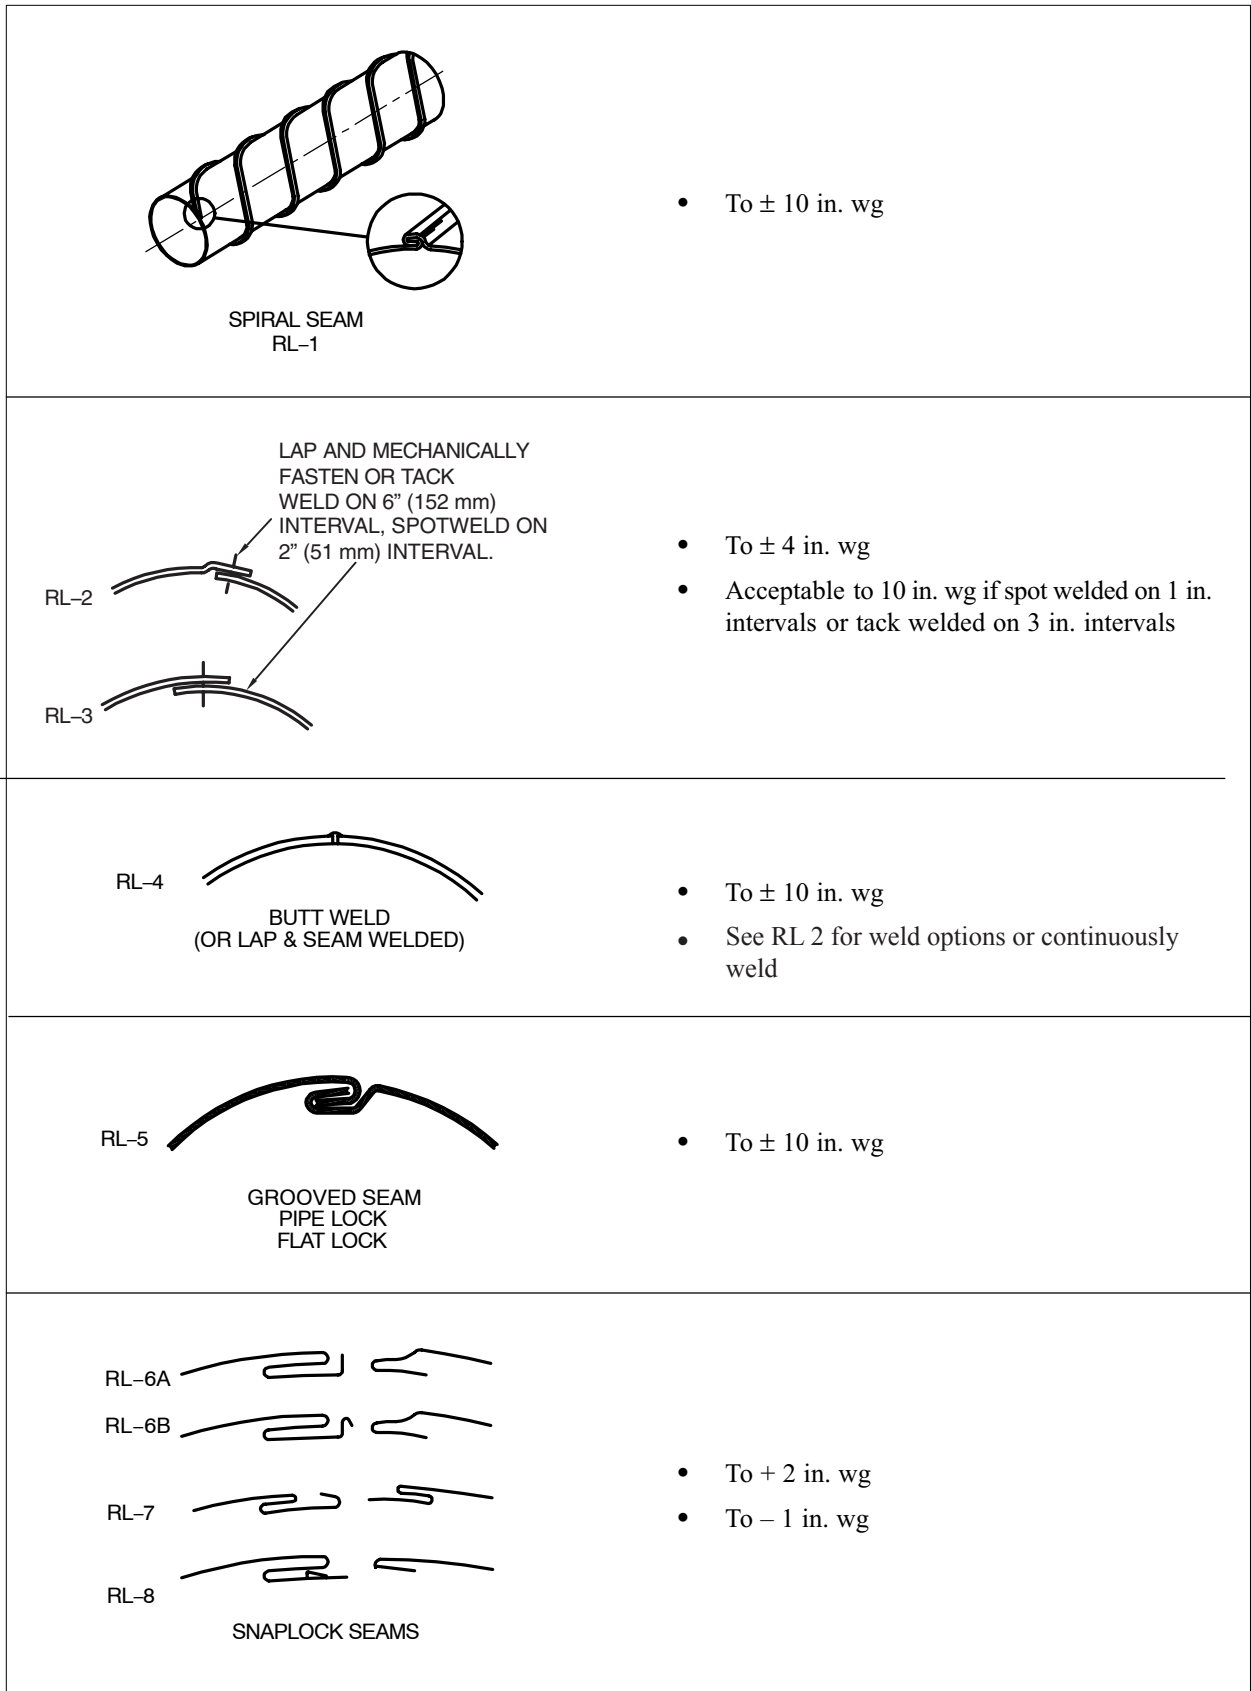 SPIRAL SEAM
RL–1
• To ± 10 in. wg
LAP AND MECHANICALLY
FASTEN OR TACK
WELD ON 6” (152 mm)
INTERVAL, SPOTWELD ON
2” (51 mm) INTERVAL.
RL–2
RL–3
• To ± 4 in. wg
• Acceptable to 10 in. wg if spot welded on 1 in.
intervals or tack welded on 3 in. intervals
RL–4
BUTT WELD
(OR LAP & SEAM WELDED)
• To ± 10 in. wg
• See RL 2 for weld options or continuously
weld
RL–5
GROOVED SEAM
PIPE LOCK
FLAT LOCK
• To ± 10 in. wg
RL–6A
RL–6B
RL–7
RL–8
SNAPLOCK SEAMS
• To + 2 in. wg
• To – 1 in. wg